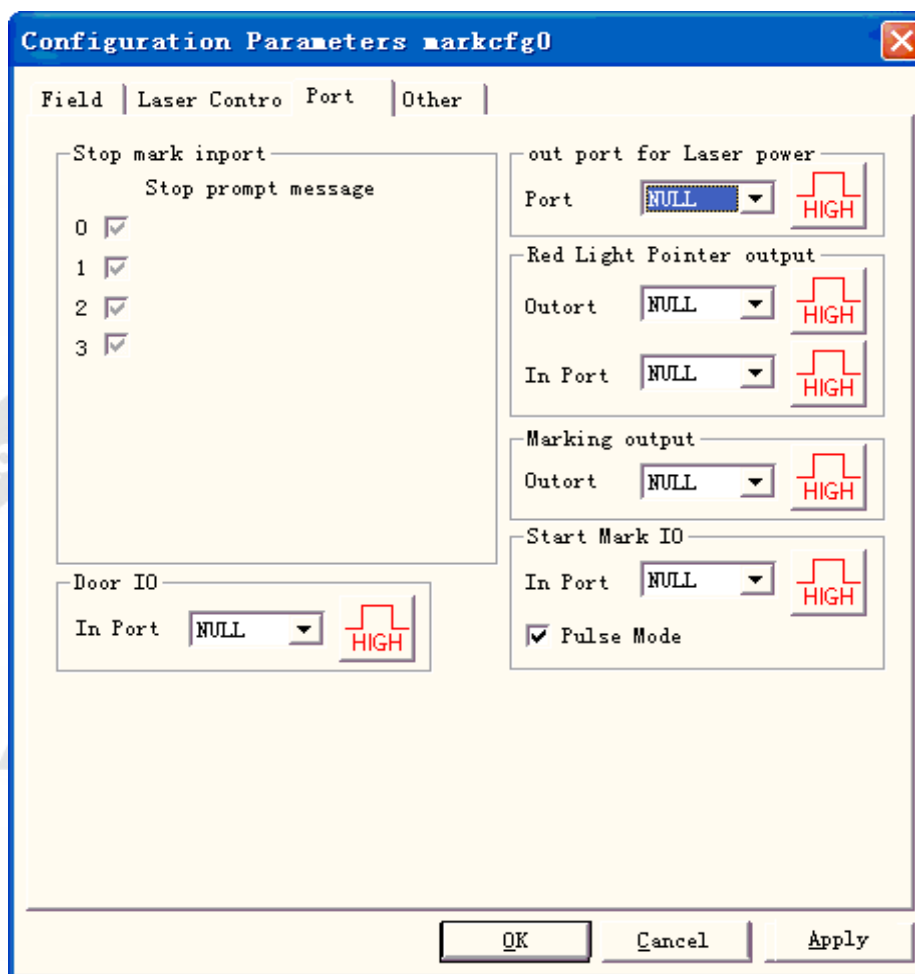 Configuration Parameters markcfg0
Field
Laser Contro
Port
Other
Stop mark inport
Stop prompt message
0
1
2
3
Door IO
In Port NULL HIGH
out port for Laser power
Port NULL HIGH
Red Light Pointer output
Outort NULL HIGH
In Port NULL HIGH
Marking output
Outort NULL HIGH
Start Mark IO
In Port NULL HIGH
Pulse Mode
OK
Cancel
Apply